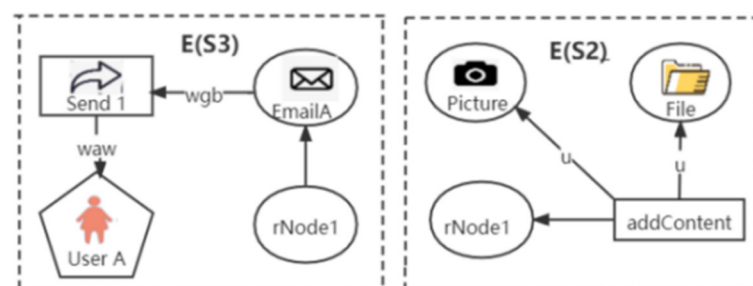 E(S3)
Send 1
wgb
EmailA
waw
User A
rNode1
E(S2)
Picture
File
u
u
rNode1
addContent